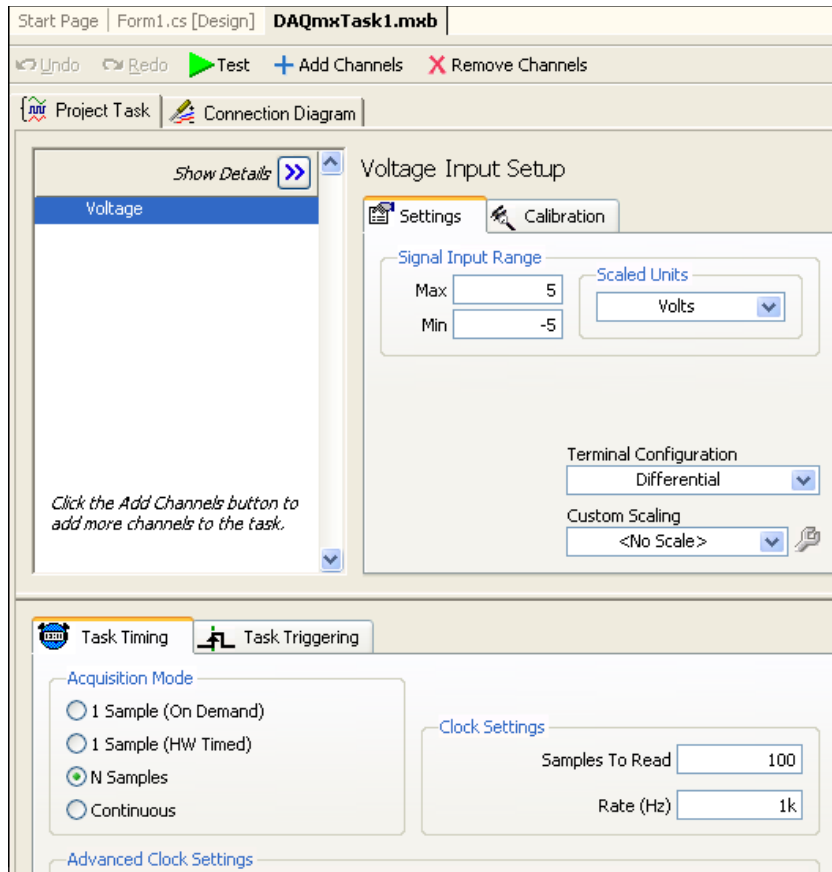 Start Page | Form1.cs [Design] DAQmxTask1.mxb
Undo Redo Test Add Channels Remove Channels
Project Task Connection Diagram
Show Details >>
Voltage
Voltage Input Setup
Settings Calibration
Signal Input Range
Max 5
Min -5
Scaled Units
Volts
Terminal Configuration
Differential
Custom Scaling
<No Scale>
Click the Add Channels button to
add more channels to the task.
Task Timing Task Triggering
Acquisition Mode
1 Sample (On Demand)
1 Sample (HW Timed)
N Samples
Continuous
Clock Settings
Samples To Read 100
Rate (Hz) 1k
Advanced Clock Settings